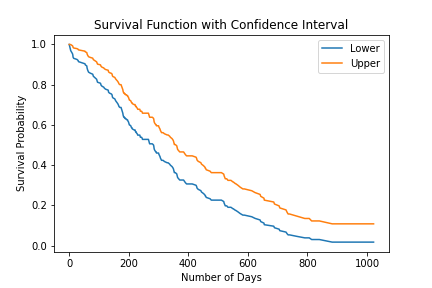 Survival Function with Confidence Interval
Lower
Upper
Survival Probability
1.0
0.8
0.6
0.4
0.2
0.0
0
200
400
600
800
1000
Number of Days